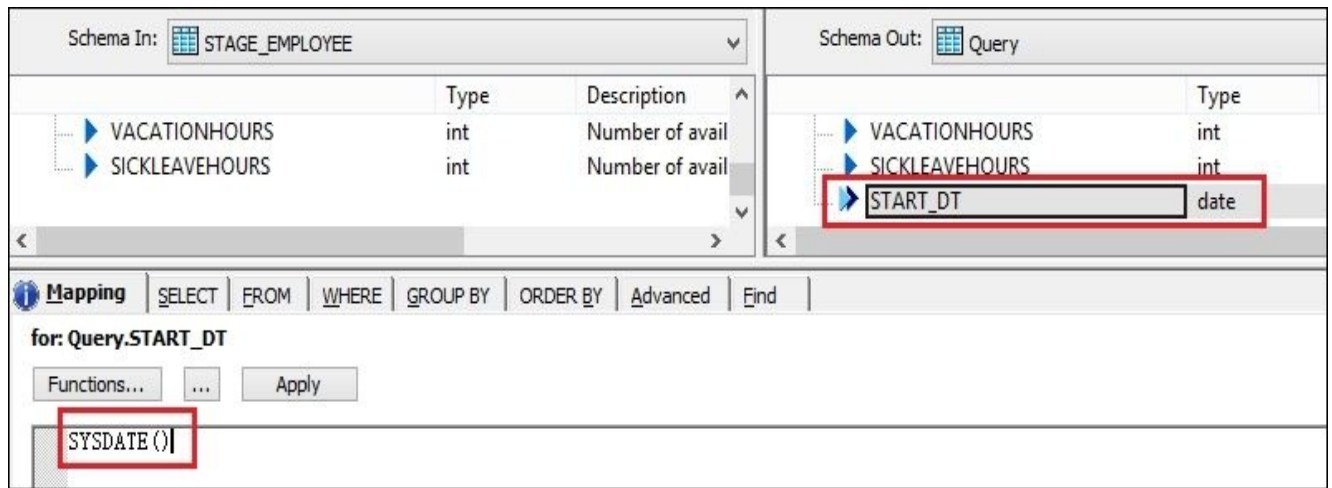 Schema In: STAGE_EMPLOYEE
Schema Out: Query
Type Description
Type
VACATIONHOURS int Number of avail
VACATIONHOURS int
SICKLEAVEHOURS int Number of avail
SICKLEAVEHOURS int
START_DT date
Mapping SELECT FROM WHERE GROUP BY ORDER BY Advanced Find
for: Query.START_DT
Functions... ... Apply
SYSDATE()